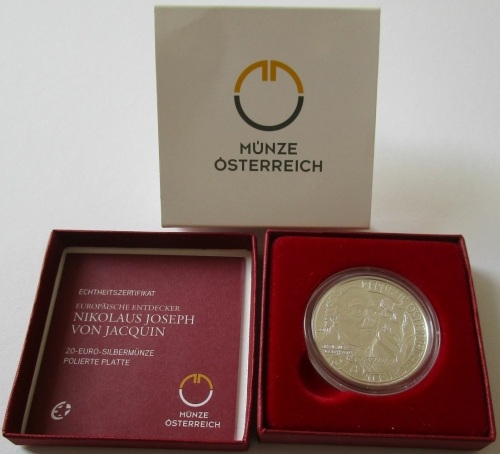 MÜNZE
ÖSTERREICH
ECHTHEITSZERTIFIKAT
EUROPÄISCHE ENTDECKER
NIKOLAUS JOSEPH
VON JACQUIN
20-EURO-SILBERMÜNZE
POLIERTE PLATTE
MÜNZE
ÖSTERREICH